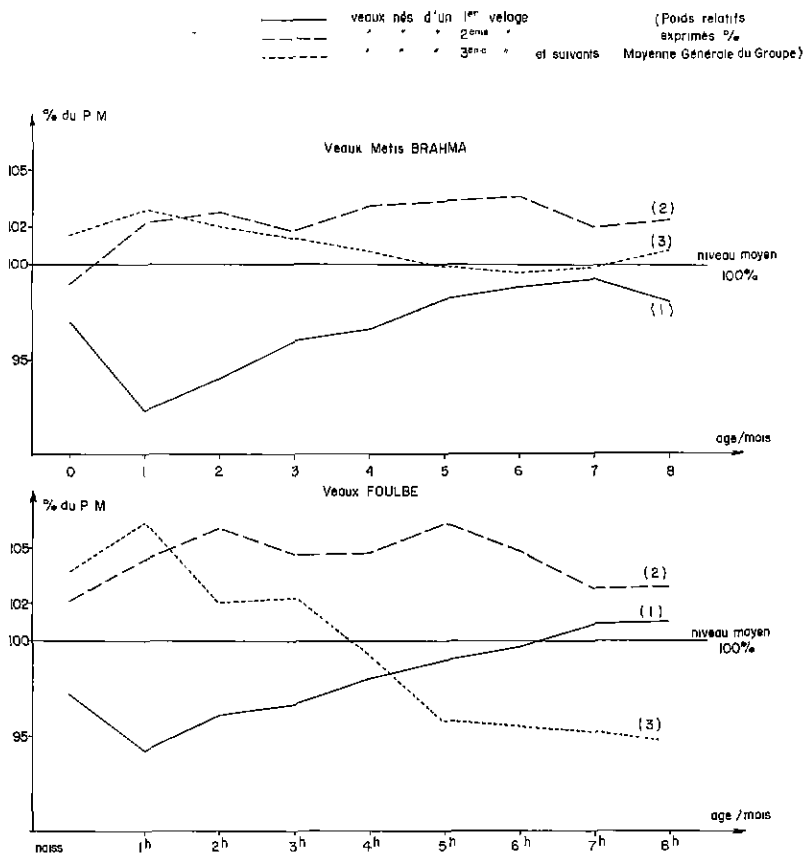 veaux nés d'un 1er velage (Poids relatifs
" " " 2ème " exprimés %
" " " 3ème " et suivants Moyenne Générale du Groupe)
% du P M
Veaux Metis BRAHMA
105
102
100
95
(2)
(3)
niveau moyen
100%
(1)
age/mois
0 1 2 3 4 5 6 7 8
Veaux FOULBE
% du P M
105
102
100
95
(2)
(1)
niveau moyen
100%
(3)
age/mois
naiss 1h 2h 3h 4h 5h 6h 7h 8h